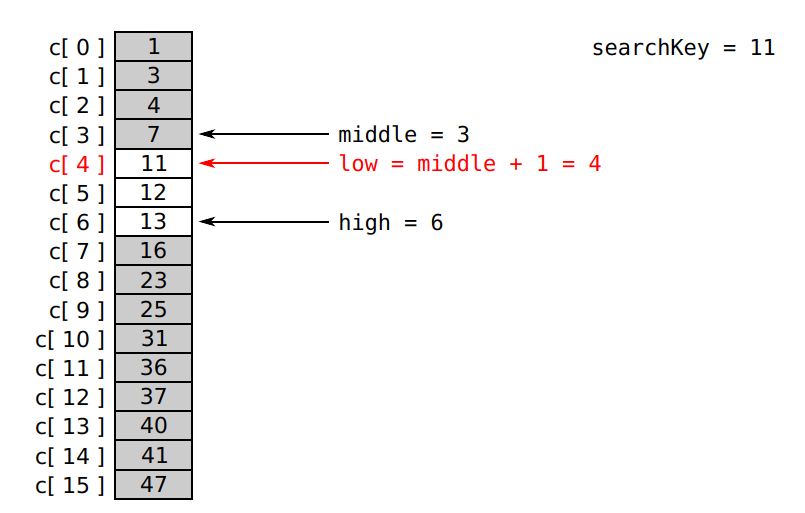 c[ 0 ] 1 searchKey = 11
c[ 1 ] 3
c[ 2 ] 4
c[ 3 ] 7 middle = 3
c[ 4 ] 11 low = middle + 1 = 4
c[ 5 ] 12
c[ 6 ] 13 high = 6
c[ 7 ] 16
c[ 8 ] 23
c[ 9 ] 25
c[ 10 ] 31
c[ 11 ] 36
c[ 12 ] 37
c[ 13 ] 40
c[ 14 ] 41
c[ 15 ] 47